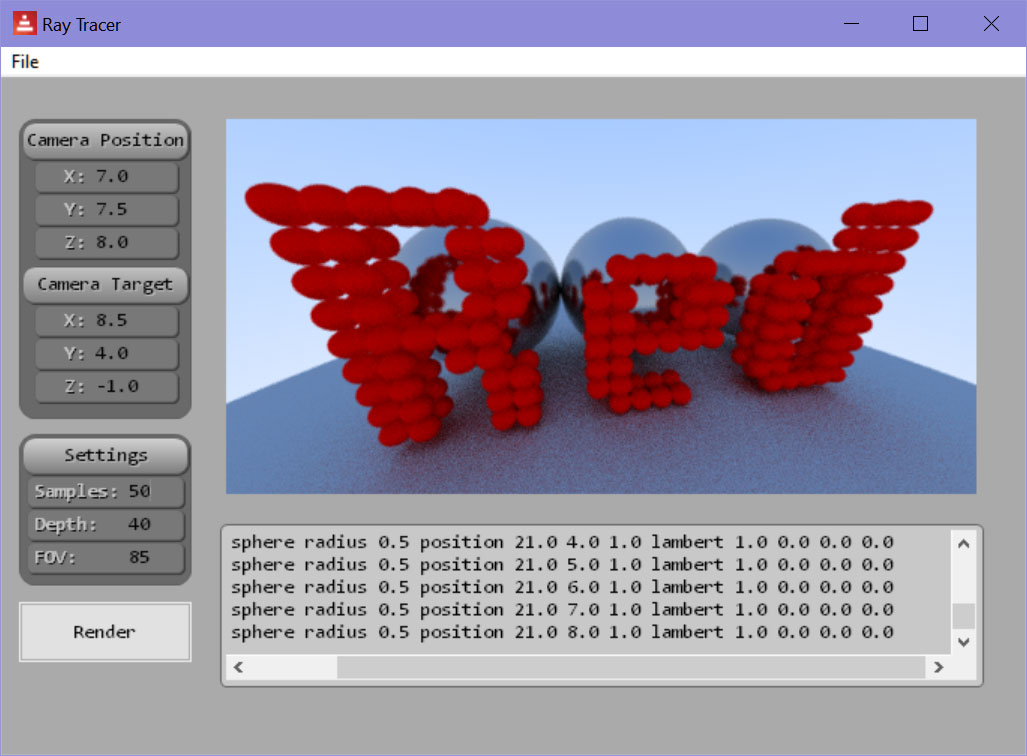 Ray Tracer
File
Camera Position
X: 7.0
Y: 7.5
Z: 8.0
Camera Target
X: 8.5
Y: 4.0
Z: -1.0
Settings
Samples: 50
Depth: 40
FOV: 85
Render
Red
sphere radius 0.5 position 21.0 4.0 1.0 lambert 1.0 0.0 0.0 0.0
sphere radius 0.5 position 21.0 5.0 1.0 lambert 1.0 0.0 0.0 0.0
sphere radius 0.5 position 21.0 6.0 1.0 lambert 1.0 0.0 0.0 0.0
sphere radius 0.5 position 21.0 7.0 1.0 lambert 1.0 0.0 0.0 0.0
sphere radius 0.5 position 21.0 8.0 1.0 lambert 1.0 0.0 0.0 0.0